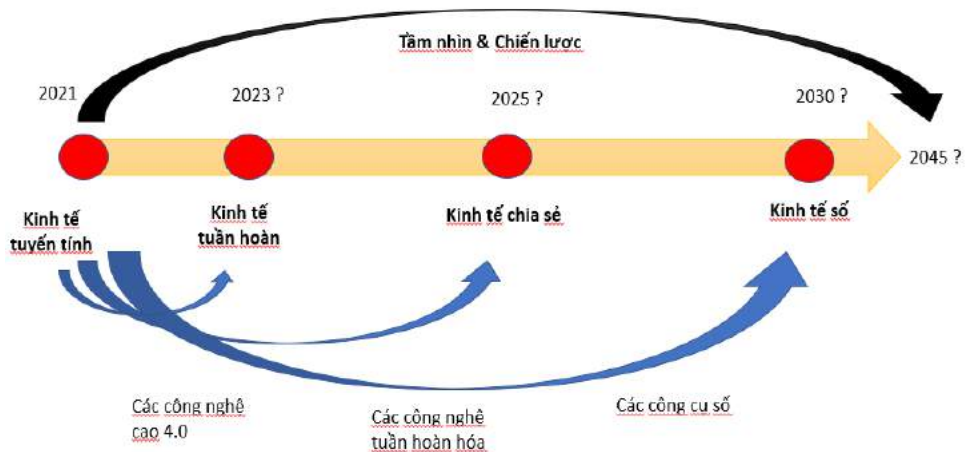 Tầm nhìn & Chiến lược
2021
2023 ?
2025 ?
2030 ?
2045 ?
Kinh tế
tuyến tính
Kinh tế
tuần hoàn
Kinh tế chia sẻ
Kinh tế số
Các công nghệ
cao 4.0
Các công nghệ
tuần hoàn hóa
Các công cụ số